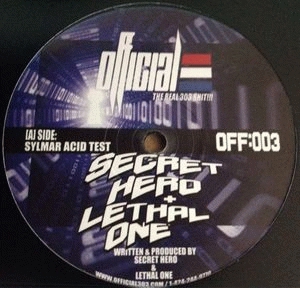 Official
THE REAL 303 SHIT!!!
[A] SIDE:
SYLMAR ACID TEST
OFF:003
SECRET
HERO
+
LETHAL
ONE
WRITTEN & PRODUCED BY
SECRET HERO
&
LETHAL ONE
WWW.OFFICIAL303.COM